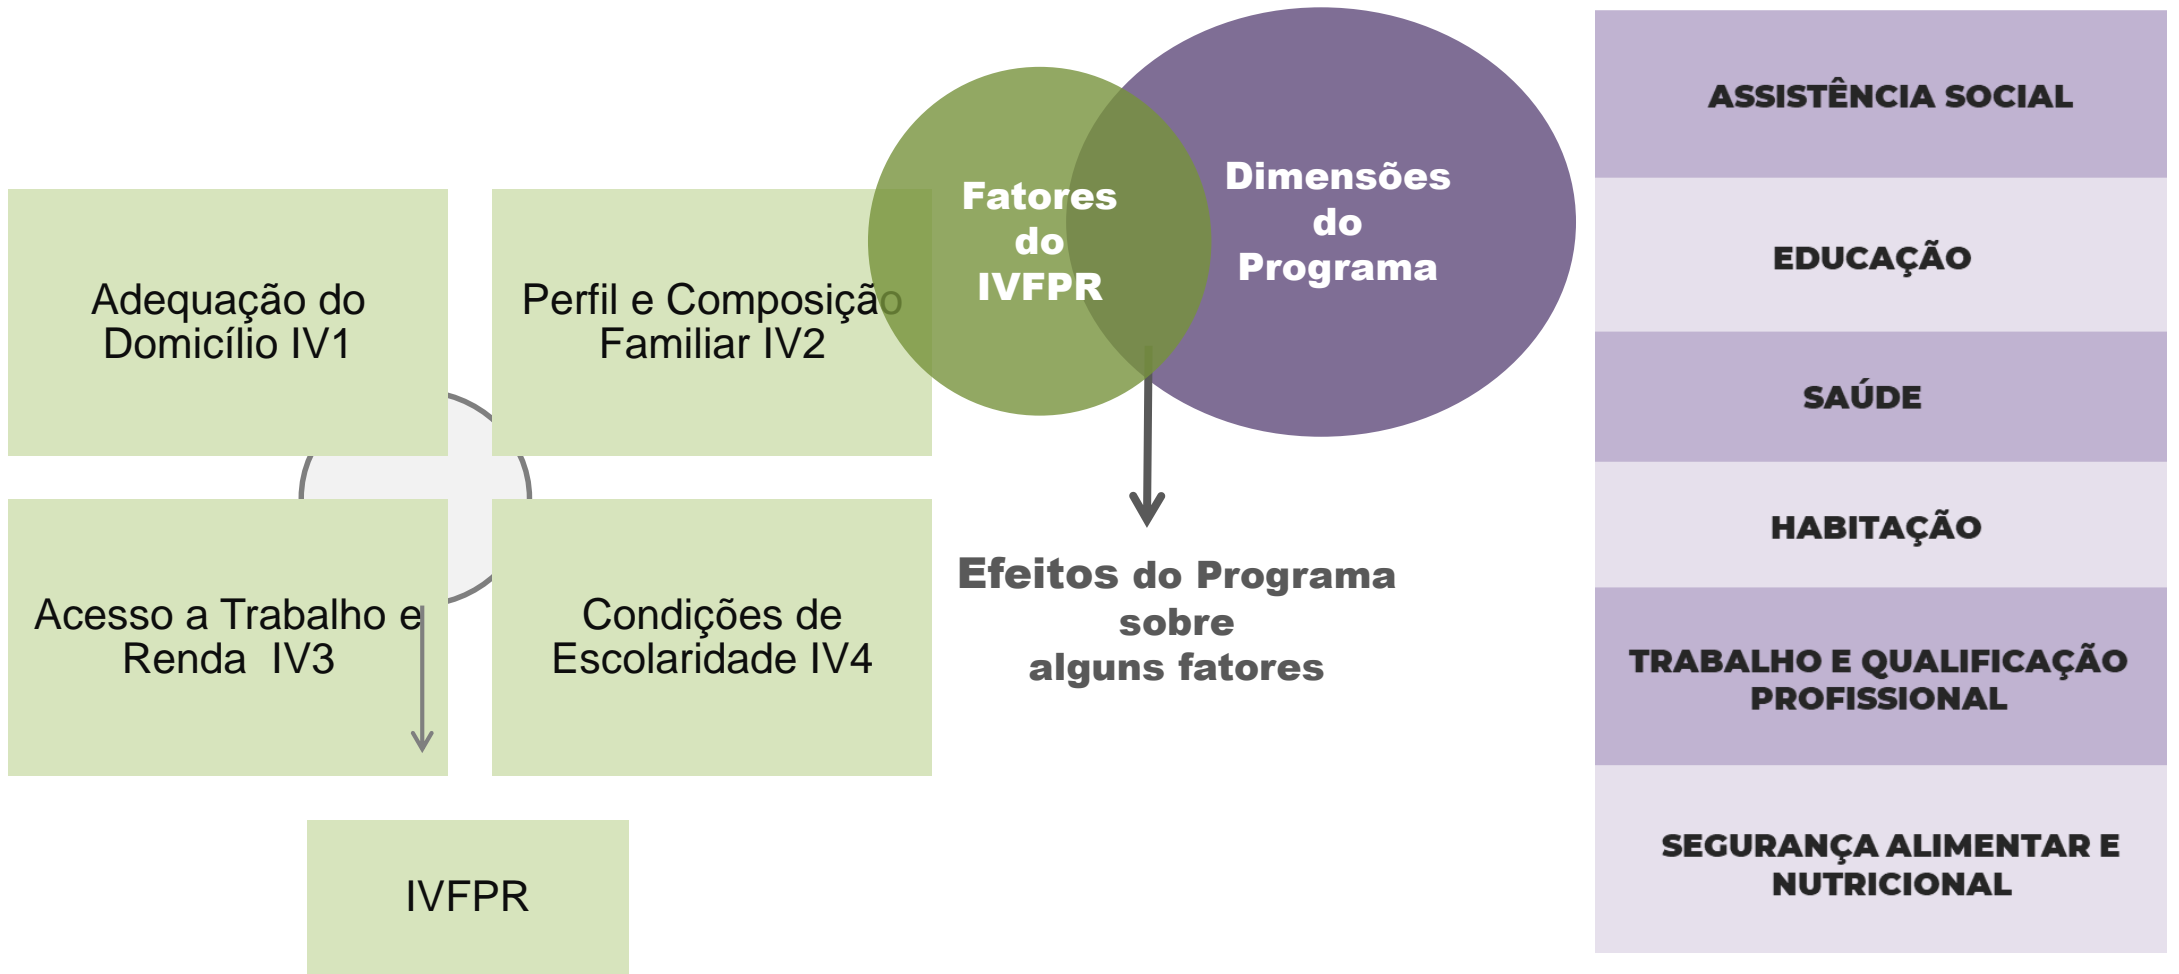 Adequação do
Domicílio IV1
Perfil e Composição
Familiar IV2
Acesso a Trabalho e
Renda IV3
Condições de
Escolaridade IV4
IVFPR
Fatores
do
IVFPR
Dimensões
do
Programa
Efeitos do Programa
sobre
alguns fatores
ASSISTÊNCIA SOCIAL
EDUCAÇÃO
SAÚDE
HABITAÇÃO
TRABALHO E QUALIFICAÇÃO
PROFISSIONAL
SEGURANÇA ALIMENTAR E
NUTRICIONAL